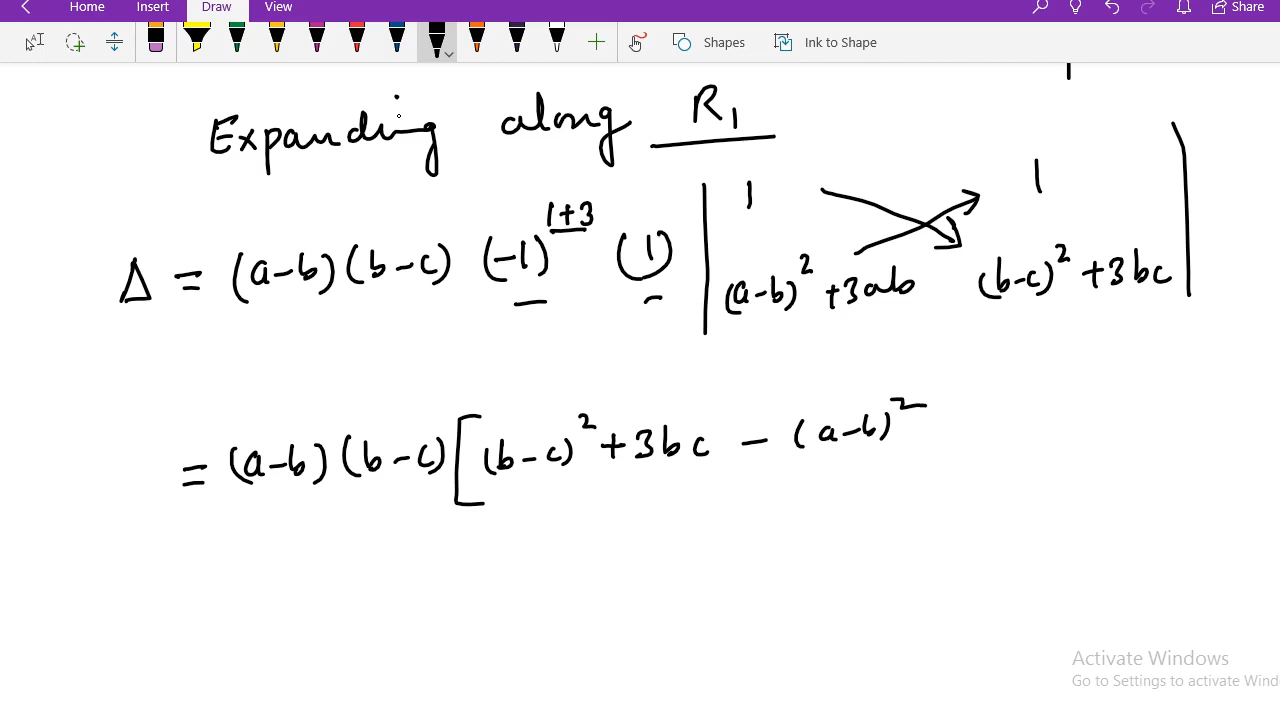 Home Insert Draw View Share
Shapes Ink to Shape
Expanding along R₁
Δ = (a-b)(b-c) (-1)¹⁺³ (1) | 1 1
(a-b)² +3ab (b-c)² +3bc |
= (a-b)(b-c) [ (b-c)² +3bc - (a-b)²
Activate Windows
Go to Settings to activate Wind